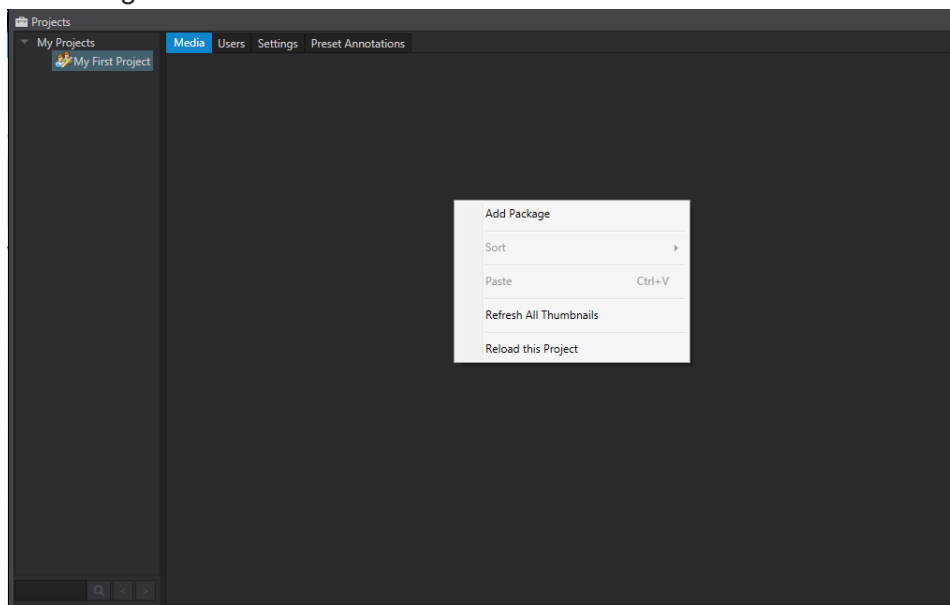 Projects
My Projects
My First Project
Media Users Settings Preset Annotations
Add Package
Sort
Paste Ctrl+V
Refresh All Thumbnails
Reload this Project